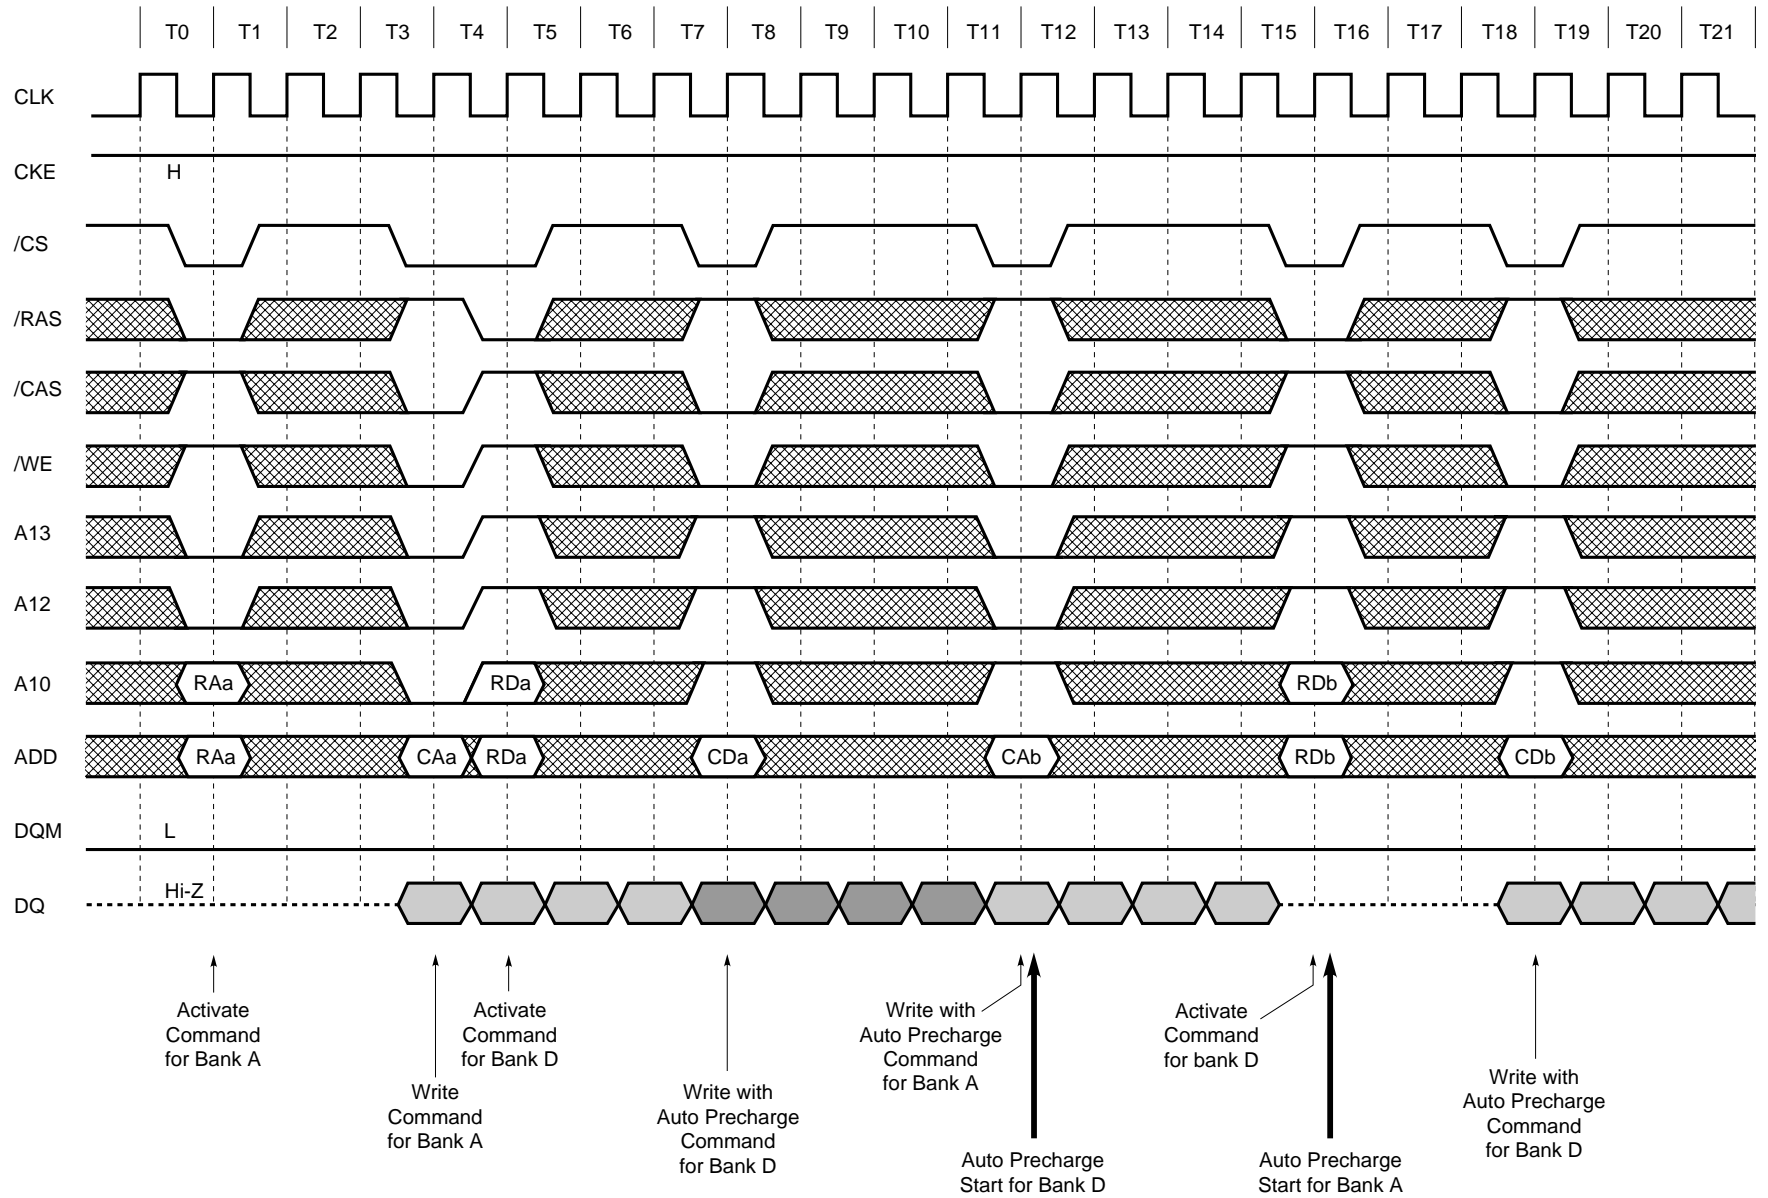 T0 T1 T2 T3 T4 T5 T6 T7 T8 T9 T10 T11 T12 T13 T14 T15 T16 T17 T18 T19 T20 T21
CLK
CKE H
/CS
/RAS
/CAS
/WE
A13
A12
A10 RAa RDa RDb
ADD RAa CAa RDa CDa CAb RDb CDb
DQM L
DQ Hi-Z
Activate
Command
for Bank A
Write
Command
for Bank A
Activate
Command
for Bank D
Write with
Auto Precharge
Command
for Bank D
Write with
Auto Precharge
Command
for Bank A
Auto Precharge
Start for Bank D
Activate
Command
for bank D
Auto Precharge
Start for Bank A
Write with
Auto Precharge
Command
for Bank D